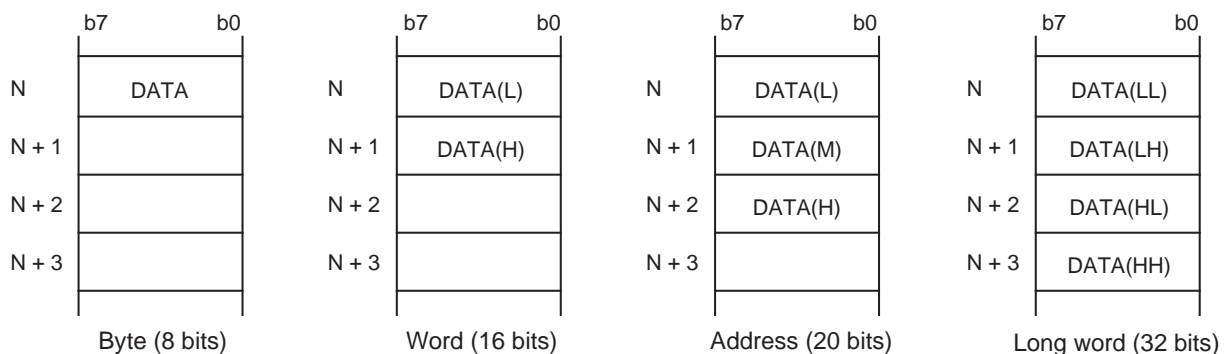 b7 b0 b7 b0 b7 b0 b7 b0
N DATA N DATA(L) N DATA(L) N DATA(LL)
N + 1 N + 1 DATA(H) N + 1 DATA(M) N + 1 DATA(LH)
N + 2 N + 2 N + 2 DATA(H) N + 2 DATA(HL)
N + 3 N + 3 N + 3 N + 3 DATA(HH)
Byte (8 bits) Word (16 bits) Address (20 bits) Long word (32 bits)